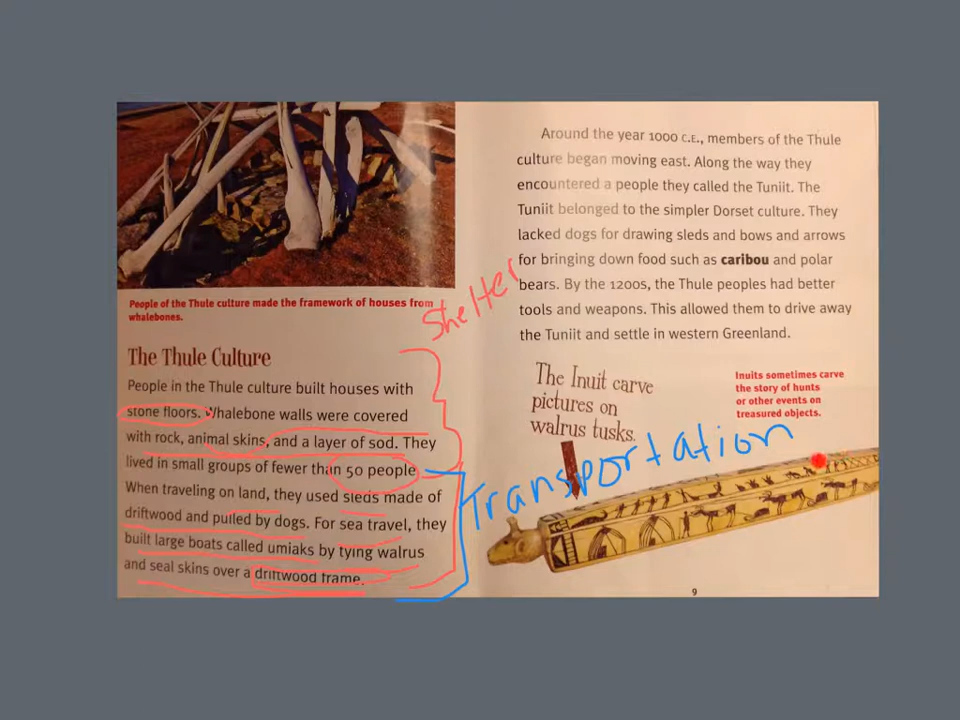 People of the Thule culture made the framework of houses from
whalebones.
Shelter
The Thule Culture
People in the Thule culture built houses with
stone floors. Whalebone walls were covered
with rock, animal skins, and a layer of sod. They
lived in small groups of fewer than 50 people
When traveling on land, they used sleds made of
driftwood and pulled by dogs. For sea travel, they
built large boats called umiaks by tying walrus
and seal skins over a driftwood frame.
Transportation
Around the year 1000 C.E., members of the Thule
culture began moving east. Along the way they
encountered a people they called the Tuniit. The
Tuniit belonged to the simpler Dorset culture. They
lacked dogs for drawing sleds and bows and arrows
for bringing down food such as caribou and polar
bears. By the 1200s, the Thule peoples had better
tools and weapons. This allowed them to drive away
the Tuniit and settle in western Greenland.
The Inuit carve
pictures on
walrus tusks.
Inuits sometimes carve
the story of hunts
or other events on
treasured objects.
9